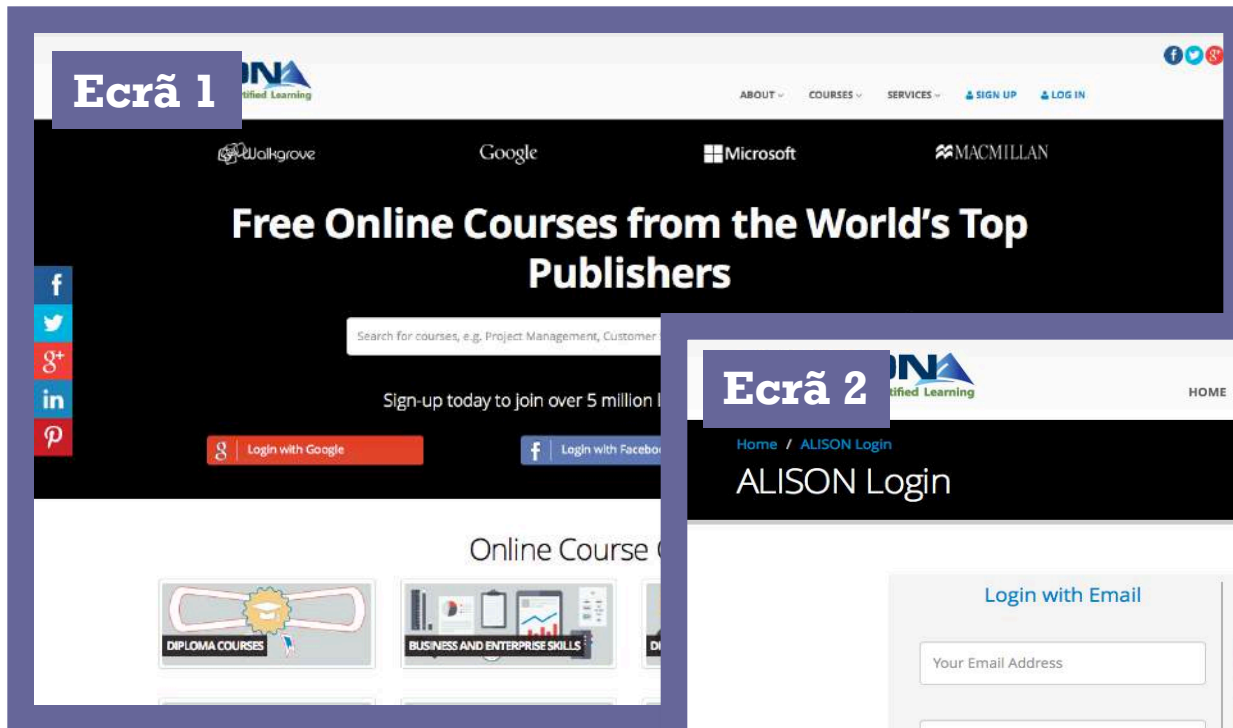 Ecrã 1
tified Learning
ABOUT COURSES SERVICES SIGN UP LOG IN
Walkgrove Google Microsoft MACMILLAN
Free Online Courses from the World's Top
Publishers
Search for courses, e.g. Project Management, Customer
Sign-up today to join over 5 million
Login with Google
Login with Facebo
Online Course
DIPLOMA COURSES
BUSINESS AND ENTERPRISE SKILLS
Ecrã 2
tified Learning
HOME
Home / ALISON Login
ALISON Login
Login with Email
Your Email Address